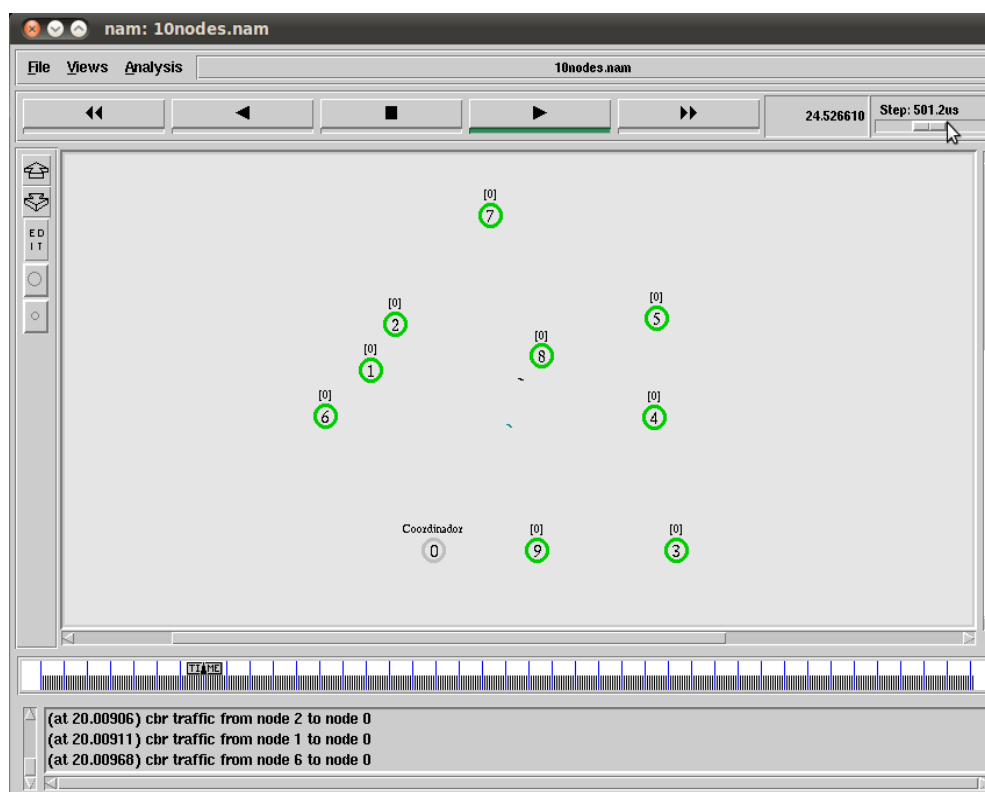 nam: 10nodes.nam
File Views Analysis 10nodes.nam
24.526610 Step: 501.2us
E D
I T
[0]
7
[0]
2
[0]
5
[0]
1
[0]
8
[0]
6
[0]
4
Coordinador
0
[0]
9
[0]
3
TIME
(at 20.00906) cbr traffic from node 2 to node 0
(at 20.00911) cbr traffic from node 1 to node 0
(at 20.00968) cbr traffic from node 6 to node 0